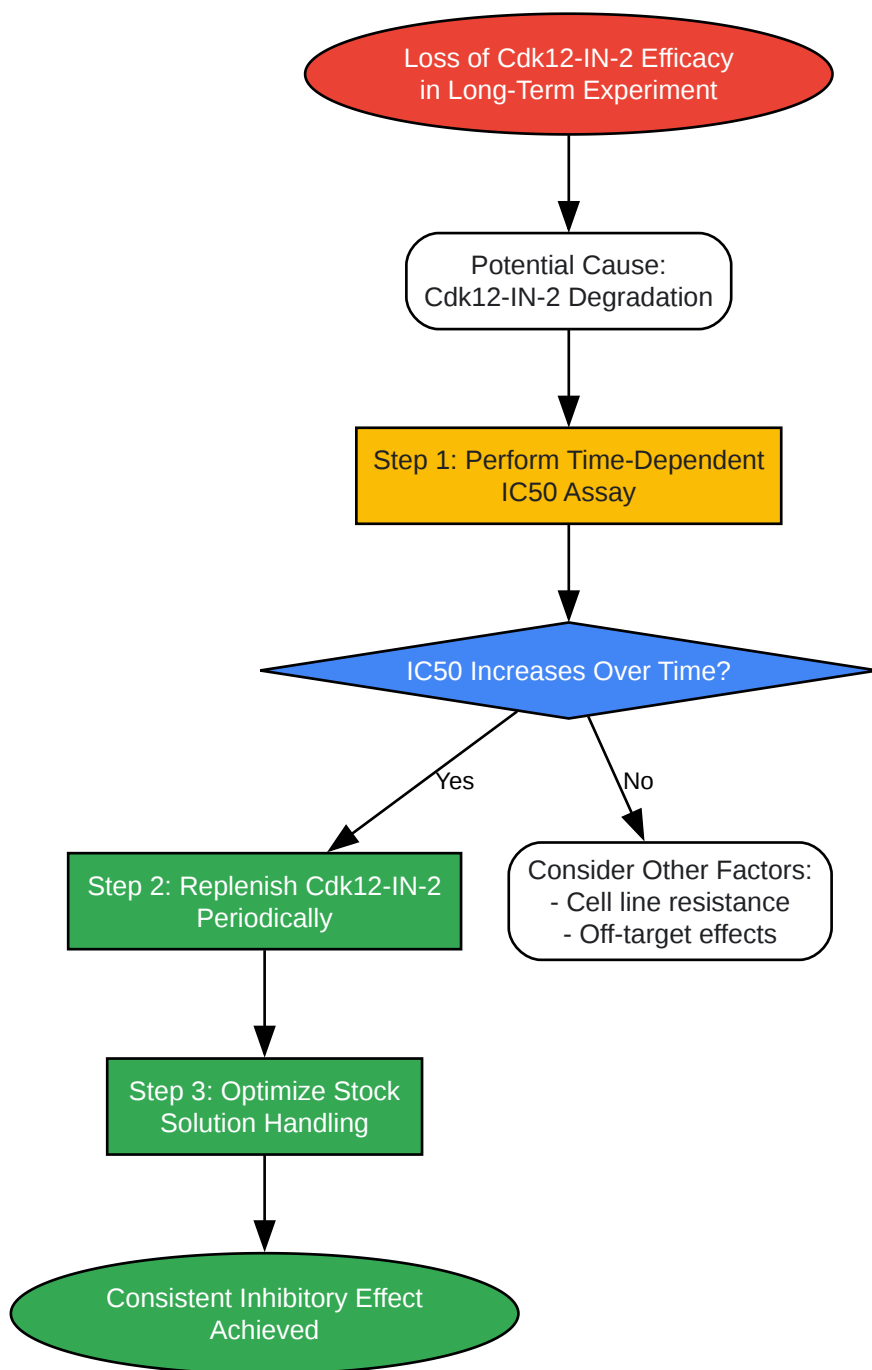 Loss of Cdk12-IN-2 Efficacy
in Long-Term Experiment
Potential Cause:
Cdk12-IN-2 Degradation
Step 1: Perform Time-Dependent
IC50 Assay
IC50 Increases Over Time?
Yes
No
Step 2: Replenish Cdk12-IN-2
Periodically
Consider Other Factors:
- Cell line resistance
- Off-target effects
Step 3: Optimize Stock
Solution Handling
Consistent Inhibitory Effect
Achieved